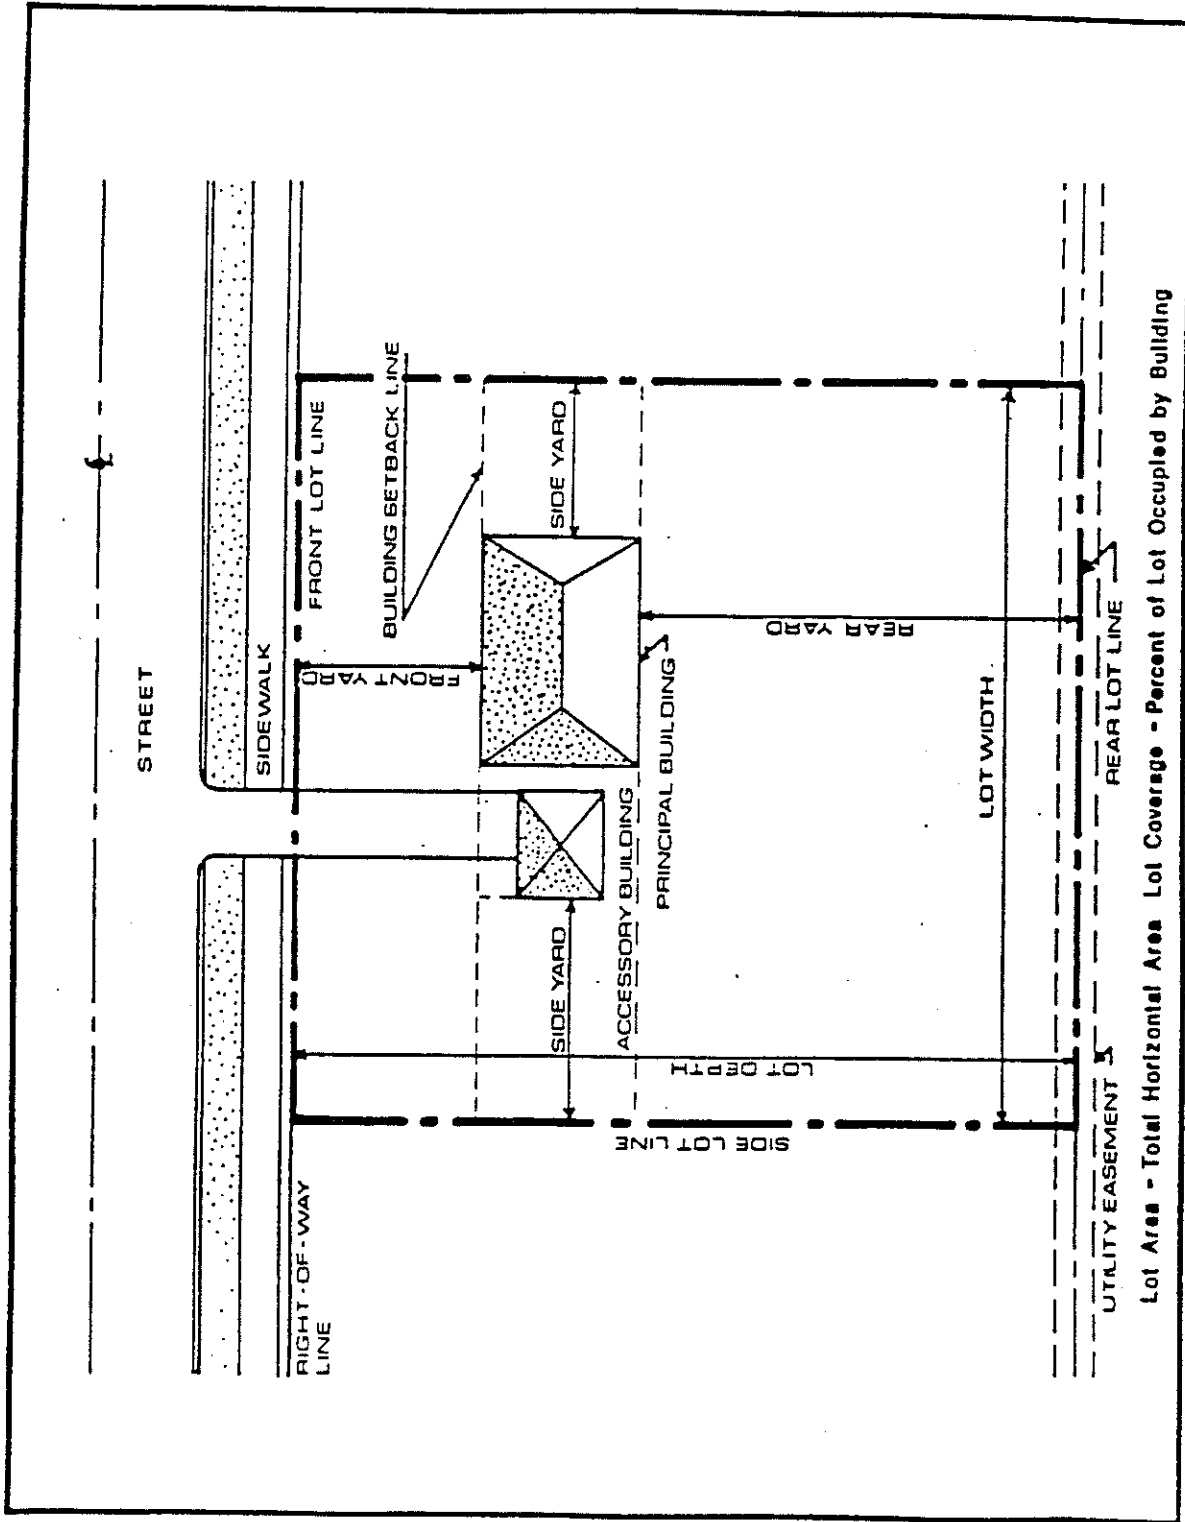 STREET
SIDEWALK
RIGHT-OF-WAY
LINE
FRONT LOT LINE
FRONT YARD
BUILDING SETBACK LINE
SIDE YARD
SIDE YARD
ACCESSORY BUILDING
PRINCIPAL BUILDING
SIDE LOT LINE
LOT DEPTH
REAR YARD
LOT WIDTH
UTILITY EASEMENT
REAR LOT LINE
Lot Area - Total Horizontal Area Lot Coverage - Percent of Lot Occupied by Building